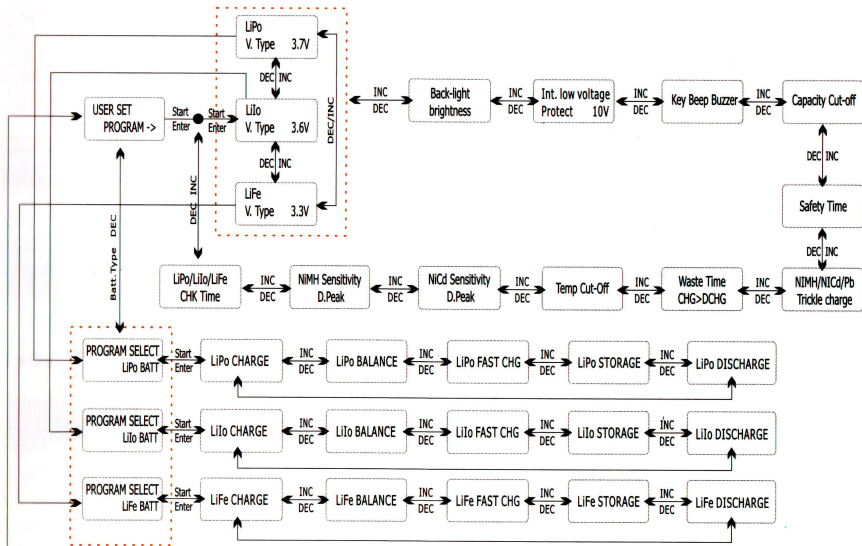 LiPo
V. Type 3.7V
DEC INC
LiIo
V. Type 3.6V
DEC INC
LiFe
V. Type 3.3V
DEC/INC
USER SET
PROGRAM ->
Start
Enter
Start
Enter
INC
DEC
Back-light
brightness
INC
DEC
Int. low voltage
Protect 10V
INC
DEC
Key Beep Buzzer
INC
DEC
Capacity Cut-off
DEC INC
Safety Time
DEC INC
DEC INC
Batt.Type DEC
LiPo/LiIo/LiFe
CHK Time
INC
DEC
NiMH Sensitivity
D.Peak
INC
DEC
NiCd Sensitivity
D.Peak
INC
DEC
Temp Cut-Off
INC
DEC
Waste Time
CHG>DCHG
INC
DEC
NIMH/NICd/Pb
Trickle charge
PROGRAM SELECT
LiPo BATT
Start
Enter
LiPo CHARGE
INC
DEC
LiPo BALANCE
INC
DEC
LiPo FAST CHG
INC
DEC
LiPo STORAGE
INC
DEC
LiPo DISCHARGE
PROGRAM SELECT
LiIo BATT
Start
Enter
LiIo CHARGE
INC
DEC
LiIo BALANCE
INC
DEC
LiIo FAST CHG
INC
DEC
LiIo STORAGE
INC
DEC
LiIo DISCHARGE
PROGRAM SELECT
LiFe BATT
Start
Enter
LiFe CHARGE
INC
DEC
LiFe BALANCE
INC
DEC
LiFe FAST CHG
INC
DEC
LiFe STORAGE
INC
DEC
LiFe DISCHARGE